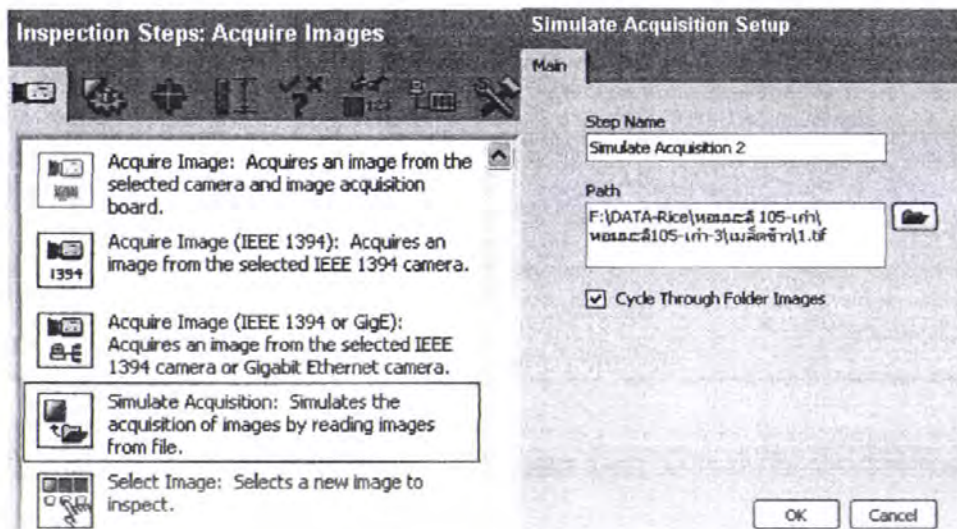 Inspection Steps: Acquire Images
Acquire Image: Acquires an image from the
selected camera and image acquisition
board.
1394
Acquire Image (IEEE 1394): Acquires an
image from the selected IEEE 1394 camera.
Acquire Image (IEEE 1394 or GigE):
Acquires an image from the selected IEEE
1394 camera or Gigabit Ethernet camera.
Simulate Acquisition: Simulates the
acquisition of images by reading images
from file.
Select Image: Selects a new image to
inspect.
Simulate Acquisition Setup
Main
Step Name
Simulate Acquisition 2
Path
F:\DATA-Rice\หอมมะลิ 105-เก่า\
หอมมะลิ105-เก่า-3\เมล็ดข้าว\1.tif
Cycle Through Folder Images
OK
Cancel